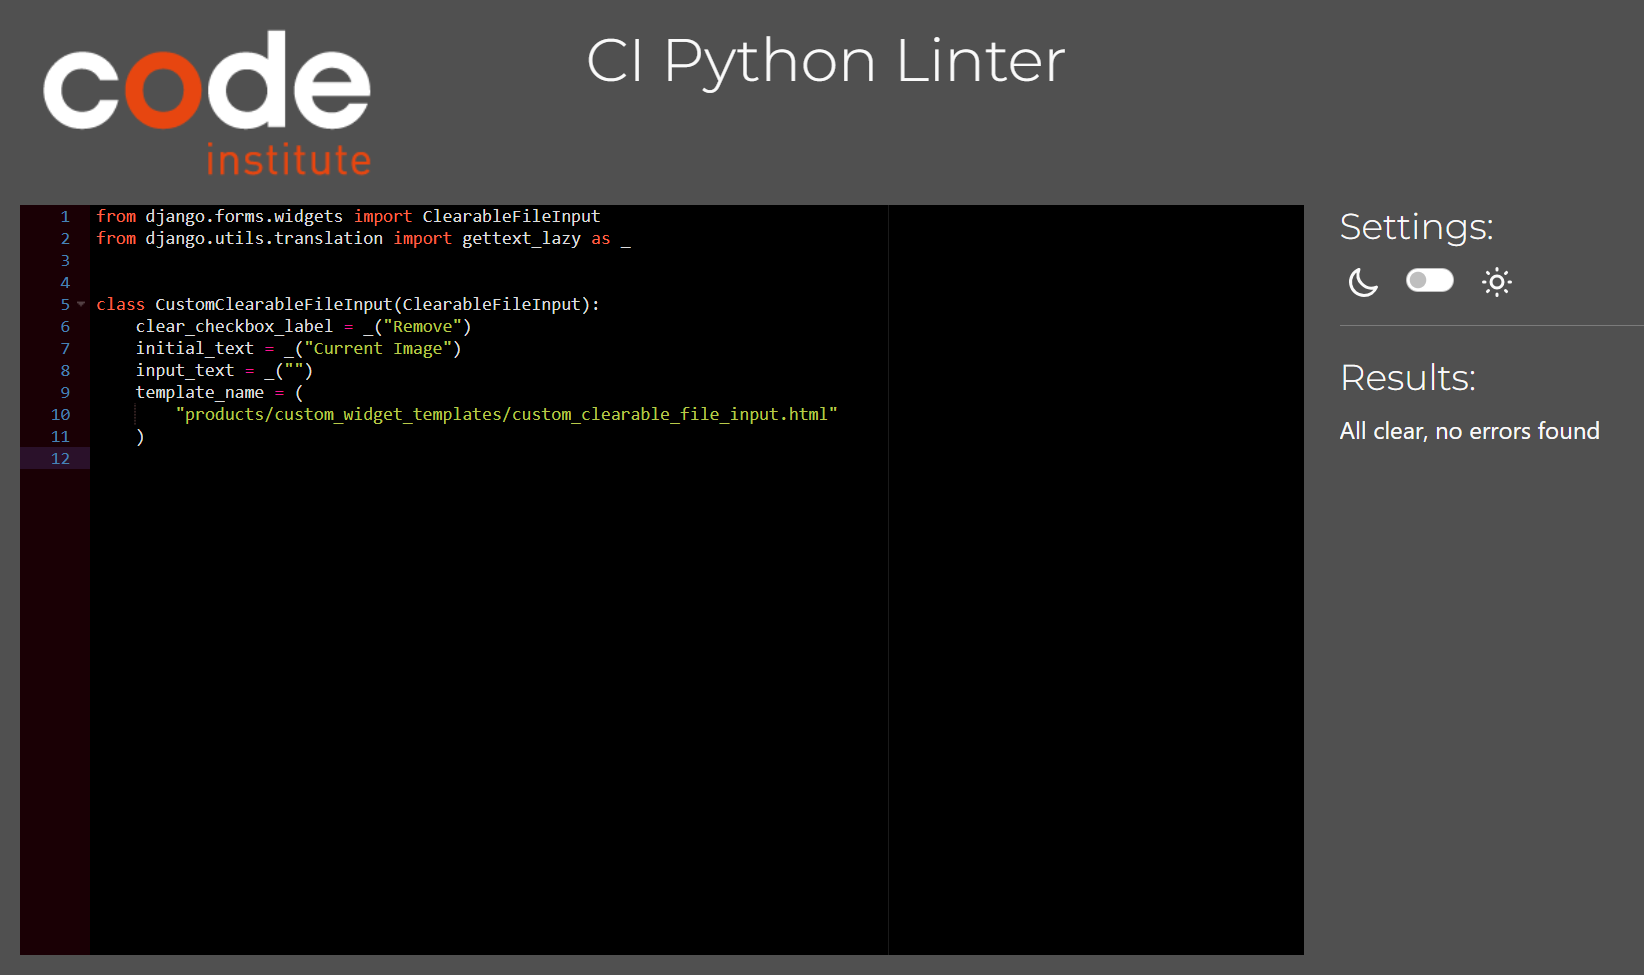 code
institute
CI Python Linter
1 from django.forms.widgets import ClearableFileInput
2 from django.utils.translation import gettext_lazy as _
3
4
5 class CustomClearableFileInput(ClearableFileInput):
6     clear_checkbox_label = _("Remove")
7     initial_text = _("Current Image")
8     input_text = _("")
9     template_name = (
10         "products/custom_widget_templates/custom_clearable_file_input.html"
11     )
12
Settings:
Results:
All clear, no errors found